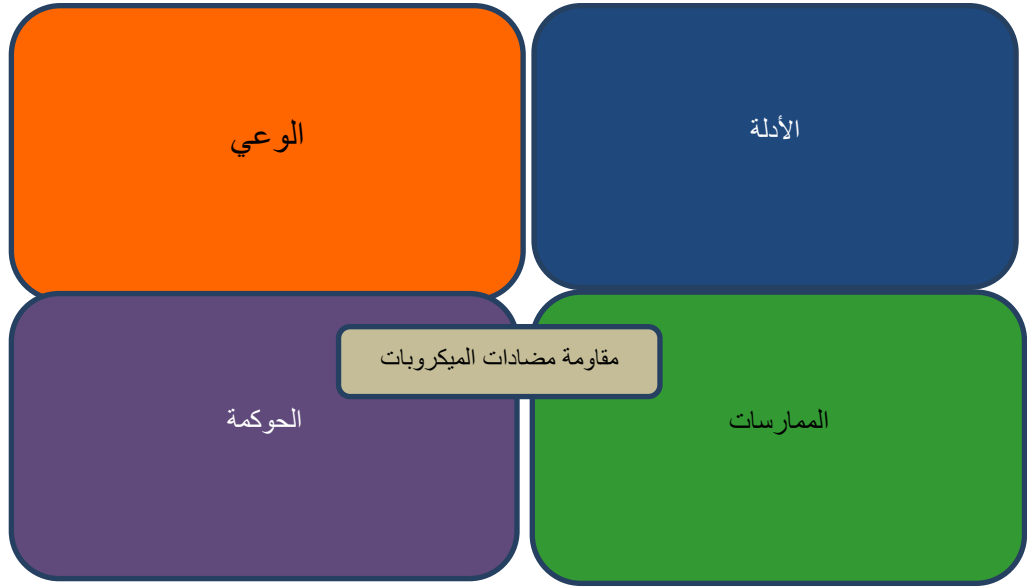 الأدلة
الوعي
مقاومة مضادات الميكروبات
الممارسات
الحوكمة